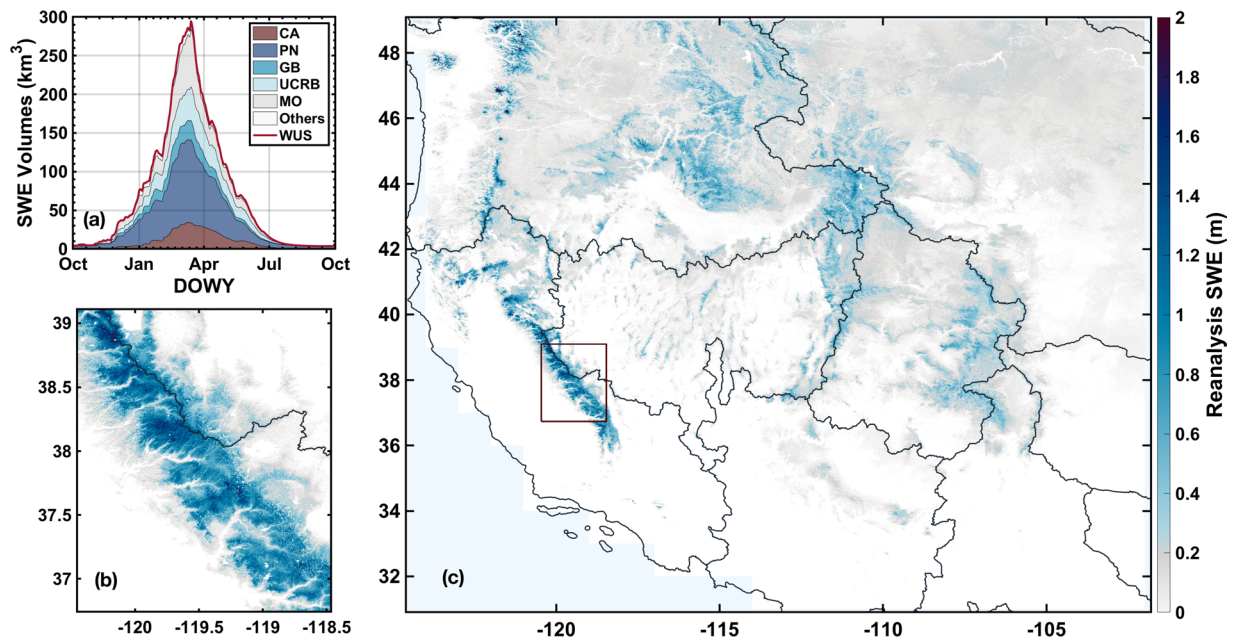 300
250
200
150
100
50
0
SWE Volumes (km³)
CA
PN
GB
UCRB
MO
Others
WUS
(a)
Oct Jan Apr Jul Oct
DOWY
39
38.5
38
37.5
37
(b)
-120 -119.5 -119 -118.5
48
46
44
42
40
38
36
34
32
(c)
-120 -115 -110 -105
2
1.8
1.6
1.4
1.2
1
0.8
0.6
0.4
0.2
0
Reanalysis SWE (m)